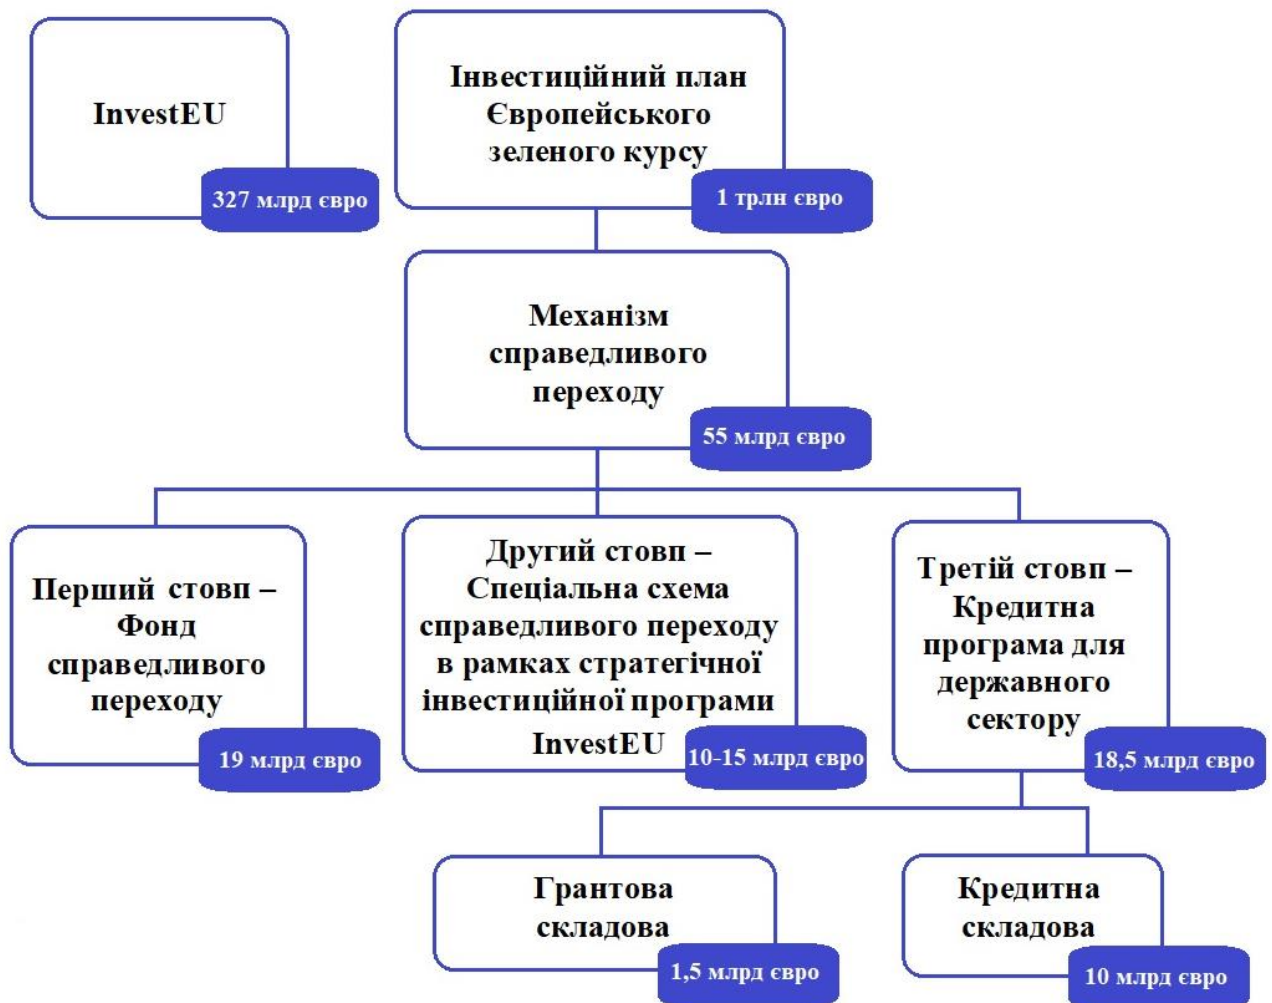 InvestEU
327 млрд євро
Інвестиційний план
Європейського
зеленого курсу
1 трлн євро
Механізм
справедливого
переходу
55 млрд євро
Перший стовп –
Фонд
справедливого
переходу
19 млрд євро
Другий стовп –
Спеціальна схема
справедливого переходу
в рамках стратегічної
інвестиційної програми
InvestEU
10-15 млрд євро
Третій стовп –
Кредитна
програма для
державного
сектору
18,5 млрд євро
Грантова
складова
1,5 млрд євро
Кредитна
складова
10 млрд євро